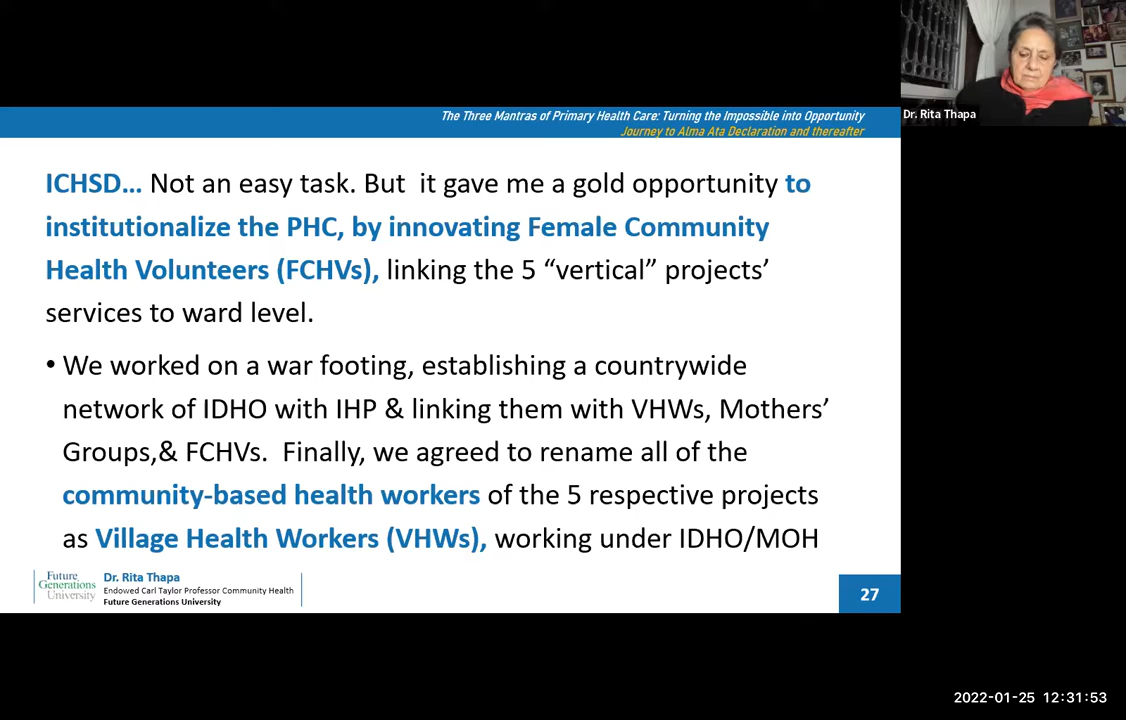 The Three Mantras of Primary Health Care: Turning the Impossible into Opportunity
Journey to Alma Ata Declaration and thereafter
Dr. Rita Thapa
ICHSD… Not an easy task. But it gave me a gold opportunity to
institutionalize the PHC, by innovating Female Community
Health Volunteers (FCHVs), linking the 5 “vertical” projects’
services to ward level.
• We worked on a war footing, establishing a countrywide
network of IDHO with IHP & linking them with VHWs, Mothers’
Groups,& FCHVs. Finally, we agreed to rename all of the
community-based health workers of the 5 respective projects
as Village Health Workers (VHWs), working under IDHO/MOH
Future
Generations
University
Dr. Rita Thapa
Endowed Carl Taylor Professor Community Health
Future Generations University
27
2022-01-25 12:31:53